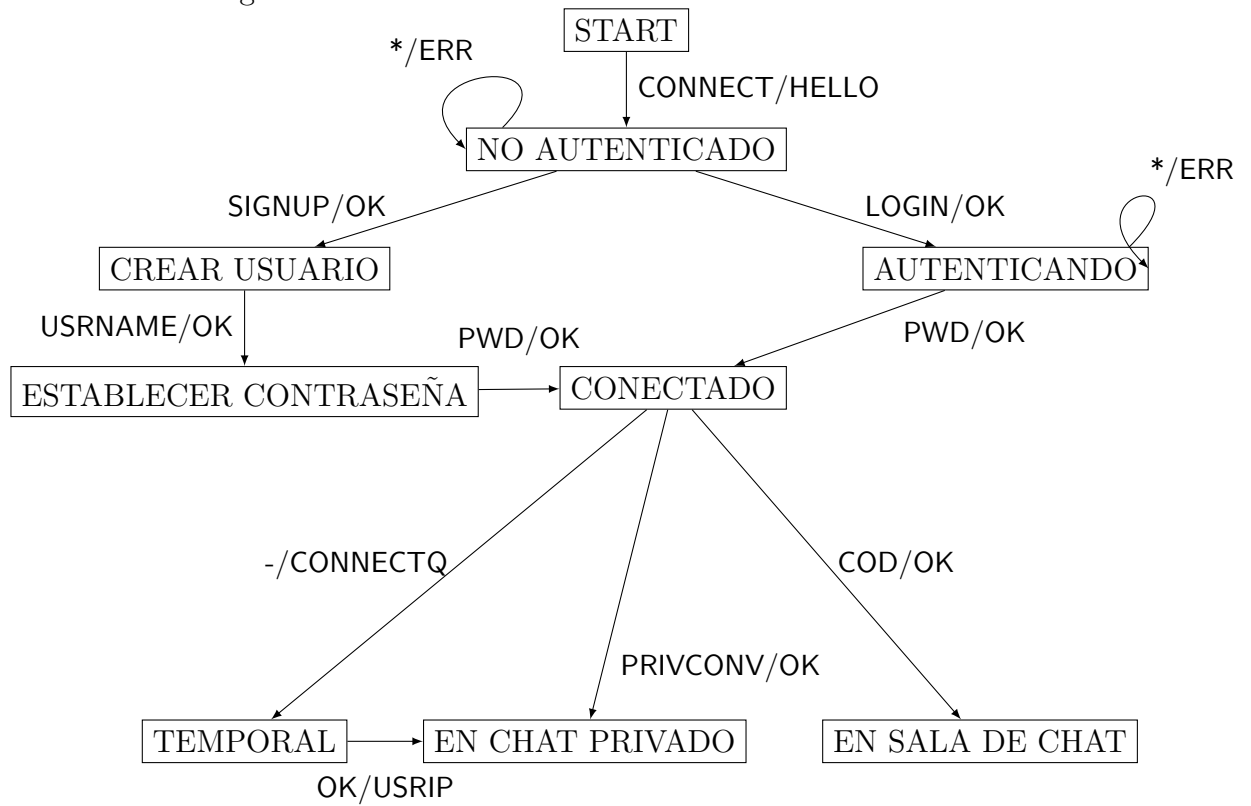 START
*/ERR
CONNECT/HELLO
NO AUTENTICADO
*/ERR
SIGNUP/OK
LOGIN/OK
CREAR USUARIO
AUTENTICANDO
USRNAME/OK
PWD/OK
PWD/OK
ESTABLECER CONTRASEÑA
CONECTADO
-/CONNECTQ
COD/OK
PRIVCONV/OK
TEMPORAL
EN CHAT PRIVADO
EN SALA DE CHAT
OK/USRIP